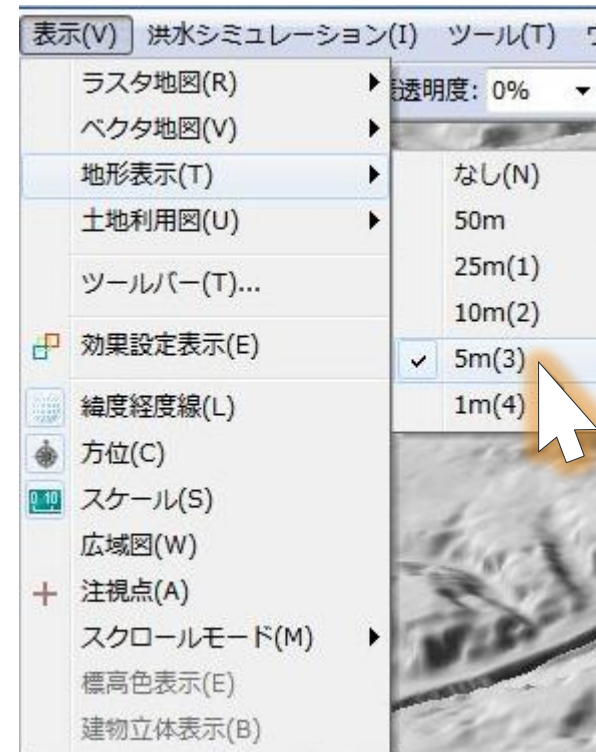 表示(V) 洪水シミュレーション(I) ツール(T)
透明度: 0%
ラスタ地図(R)
ベクタ地図(V)
地形表示(T)
土地利用図(U)
ツールバー(T)...
効果設定表示(E)
緯度経度線(L)
方位(C)
0 10 スケール(S)
広域図(W)
注視点(A)
スクロールモード(M)
標高色表示(E)
建物立体表示(B)
なし(N)
50m
25m(1)
10m(2)
5m(3)
1m(4)